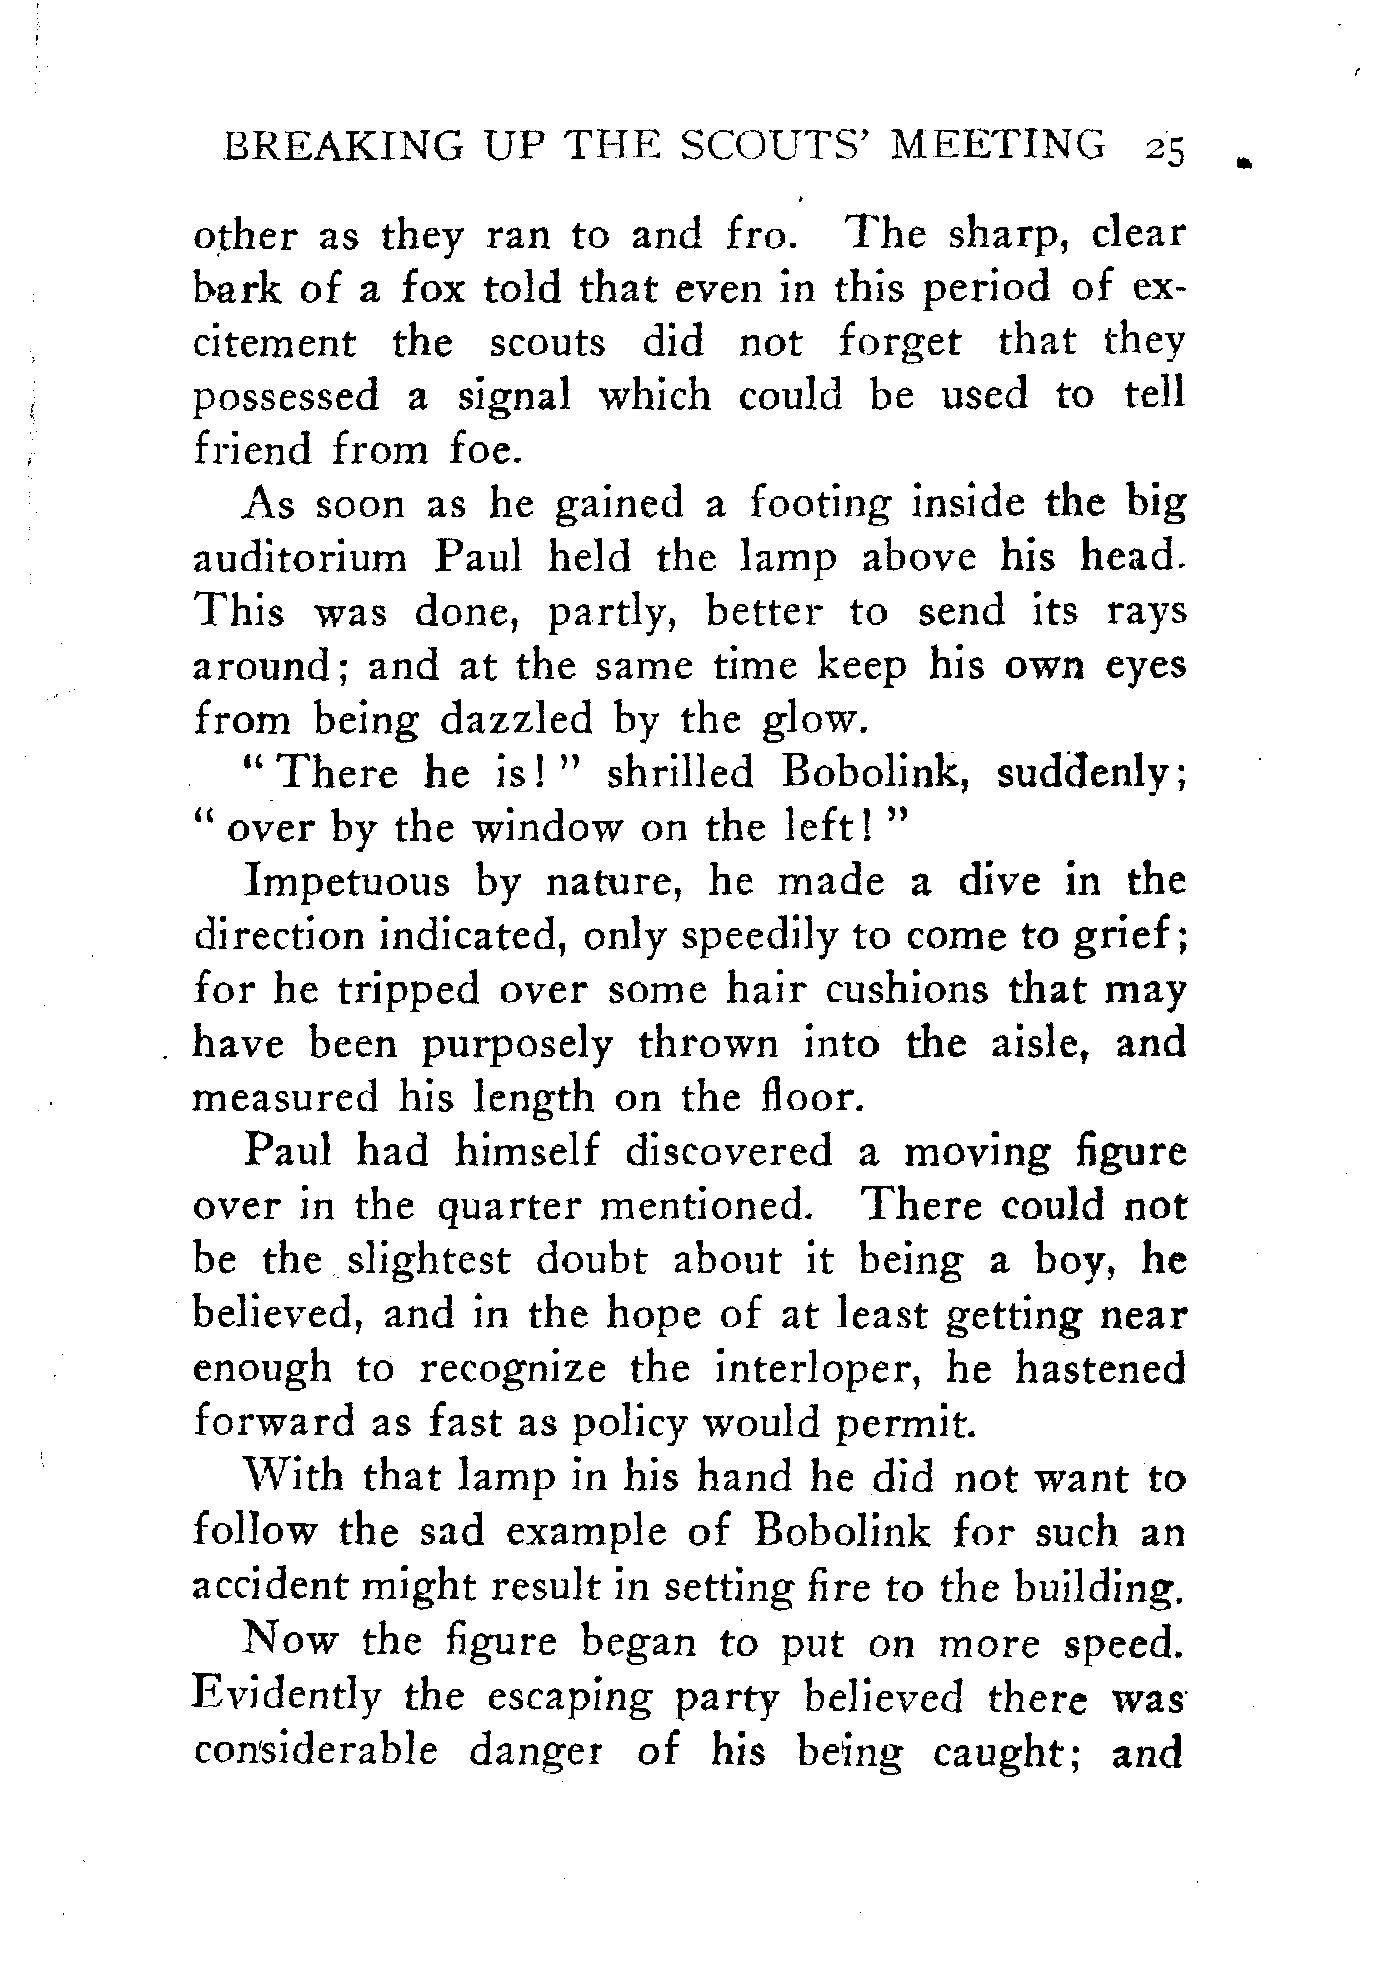 BREAKING UP THE SCOUTS' MEETING 25
other as they ran to and fro. The sharp, clear
bark of a fox told that even in this period of ex-
citement the scouts did not forget that they
possessed a signal which could be used to tell
friend from foe.
As soon as he gained a footing inside the big
auditorium Paul held the lamp above his head.
This was done, partly, better to send its rays
around; and at the same time keep his own eyes
from being dazzled by the glow.
" There he is! " shrilled Bobolink, suddenly;
" over by the window on the left! "
Impetuous by nature, he made a dive in the
direction indicated, only speedily to come to grief;
for he tripped over some hair cushions that may
have been purposely thrown into the aisle, and
measured his length on the floor.
Paul had himself discovered a moving figure
over in the quarter mentioned. There could not
be the slightest doubt about it being a boy, he
believed, and in the hope of at least getting near
enough to recognize the interloper, he hastened
forward as fast as policy would permit.
With that lamp in his hand he did not want to
follow the sad example of Bobolink for such an
accident might result in setting fire to the building.
Now the figure began to put on more speed.
Evidently the escaping party believed there was
considerable danger of his being caught; and